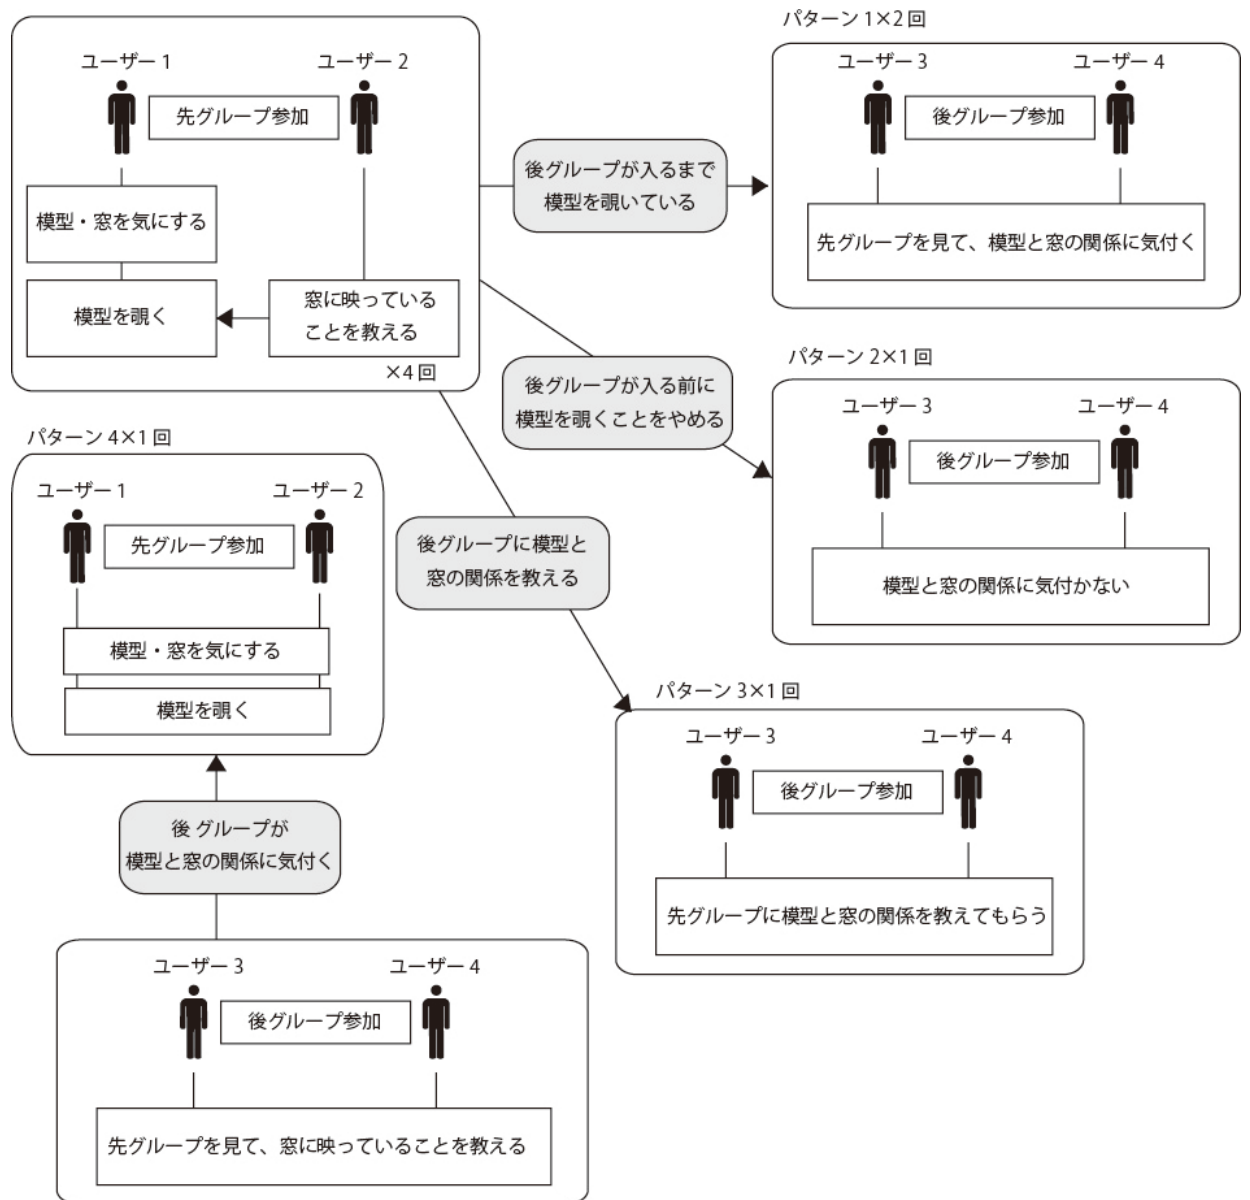 ユーザー 1
ユーザー 2
先グループ参加
模型・窓を気にする
模型を覗く
窓に映っている
ことを教える
×4 回
後グループが入るまで
模型を覗いている
パターン 1×2 回
ユーザー 3
ユーザー 4
後グループ参加
先グループを見て、模型と窓の関係に気付く
後グループが入る前に
模型を覗くことをやめる
パターン 2×1 回
ユーザー 3
ユーザー 4
後グループ参加
模型と窓の関係に気付かない
後グループに模型と
窓の関係を教える
パターン 3×1 回
ユーザー 3
ユーザー 4
後グループ参加
先グループに模型と窓の関係を教えてもらう
パターン 4×1 回
ユーザー 1
ユーザー 2
先グループ参加
模型・窓を気にする
模型を覗く
後 グループが
模型と窓の関係に気付く
ユーザー 3
ユーザー 4
後グループ参加
先グループを見て、窓に映っていることを教える